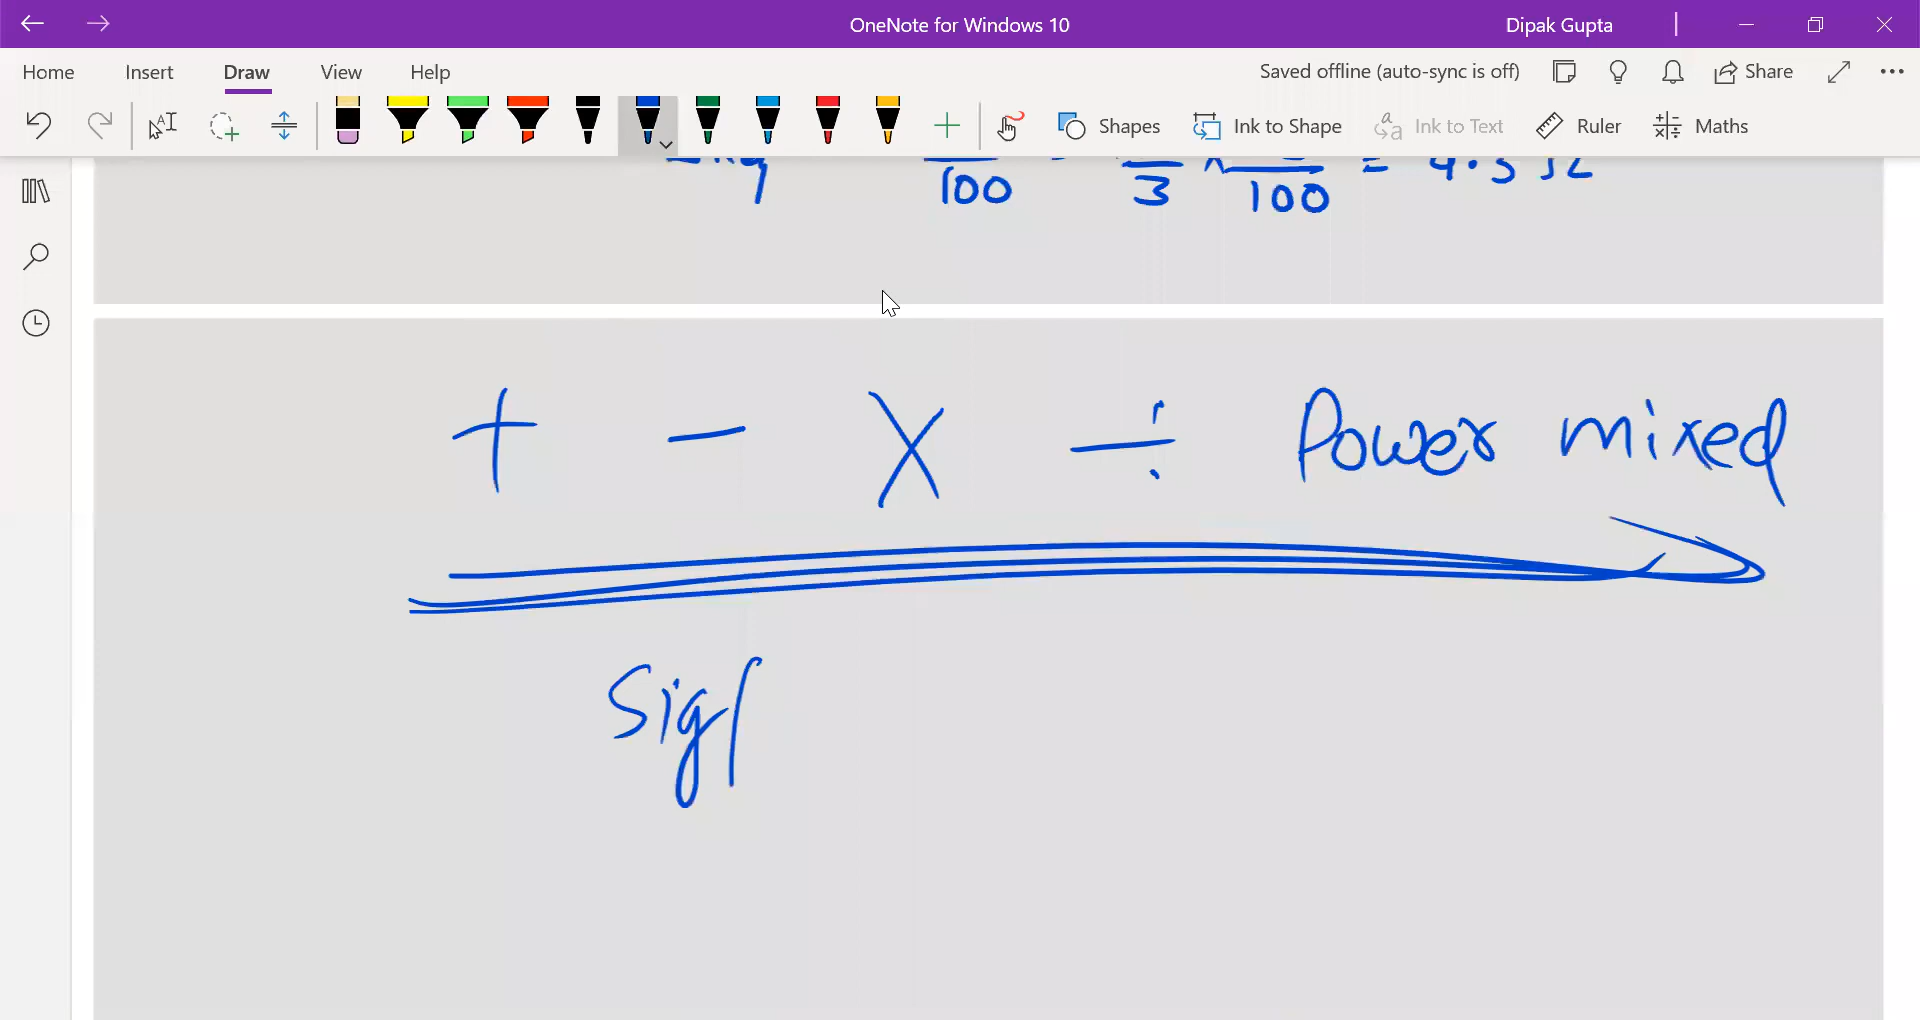 OneNote for Windows 10
Dipak Gupta
Home Insert Draw View Help
Saved offline (auto-sync is off) Share
Shapes Ink to Shape Ink to Text Ruler Maths
100 3 100 =
+ - X ÷ Power mixed
Sigf